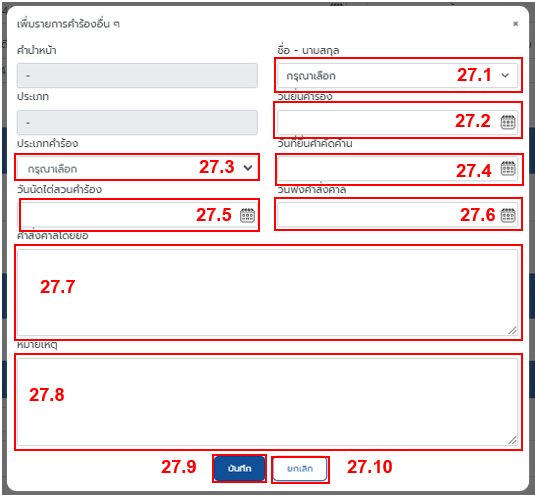 เพิ่มรายการคำร้องอื่น ๆ ×
คำนำหน้า ชื่อ - นามสกุล
- กรุณาเลือก 27.1
ประเภท วันยื่นคำร้อง
- 27.2
ประเภทคำร้อง วันที่ยื่นคำคัดค้าน
กรุณาเลือก 27.3 27.4
วันนัดไต่สวนคำร้อง วันฟังคำสั่งศาล
27.5 27.6
คำสั่งศาลโดยย่อ
27.7
หมายเหตุ
27.8
27.9 บันทึก ยกเลิก 27.10